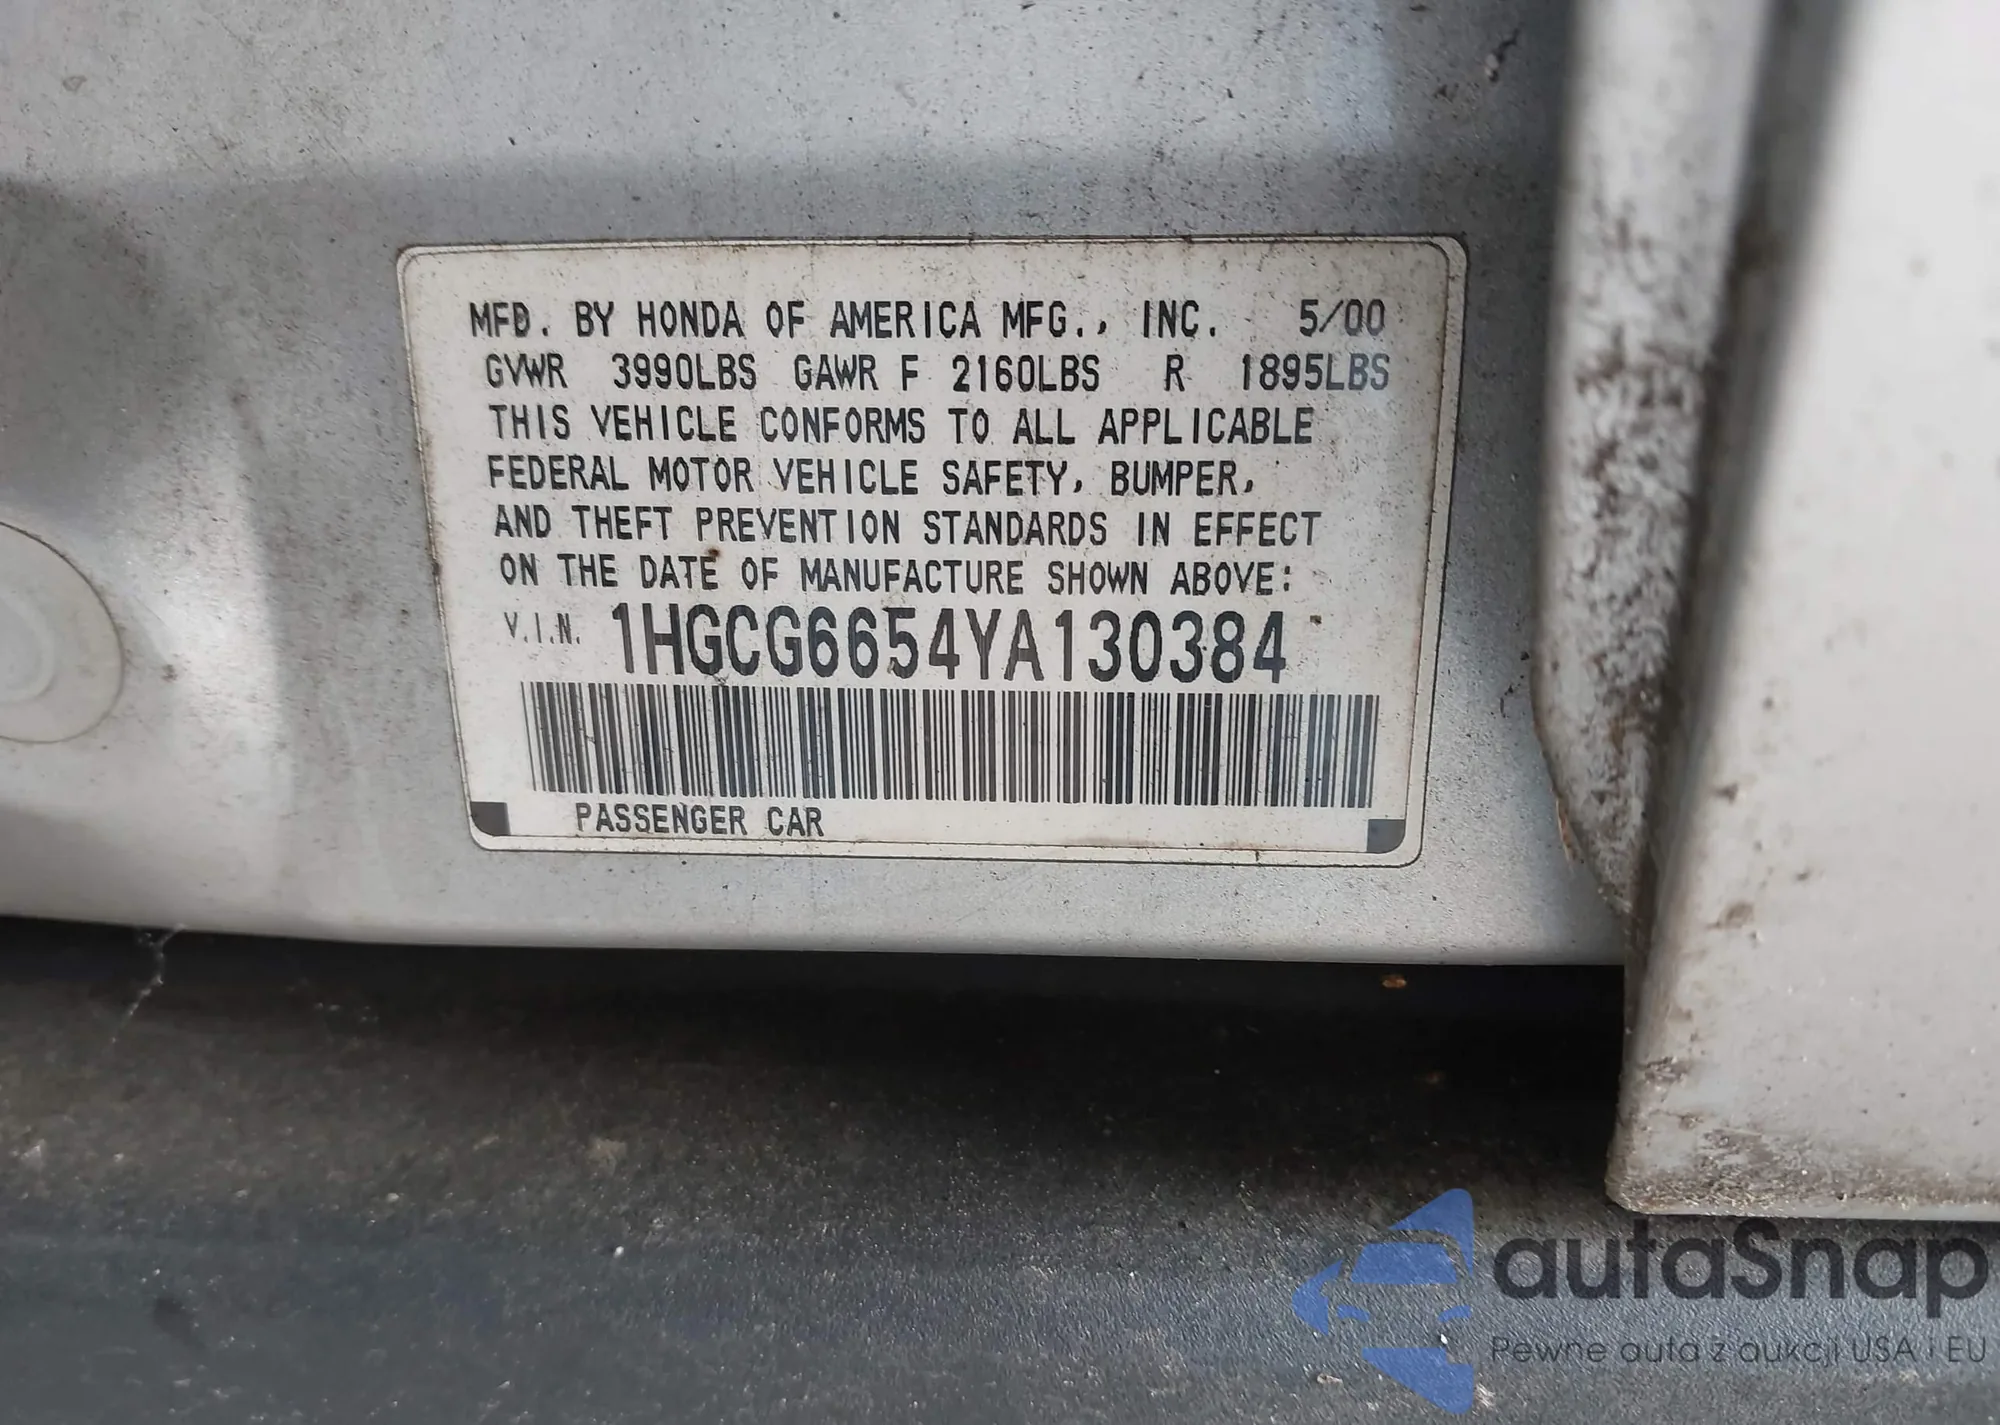 MFD. BY HONDA OF AMERICA MFG., INC. 5/00
GVWR 3990LBS GAWR F 2160LBS R 1895LBS
THIS VEHICLE CONFORMS TO ALL APPLICABLE
FEDERAL MOTOR VEHICLE SAFETY, BUMPER,
AND THEFT PREVENTION STANDARDS IN EFFECT
ON THE DATE OF MANUFACTURE SHOWN ABOVE:
V.I.N. 1HGCG6654YA130384
PASSENGER CAR
autaSnap
Pewne auta z aukcji USA i EU